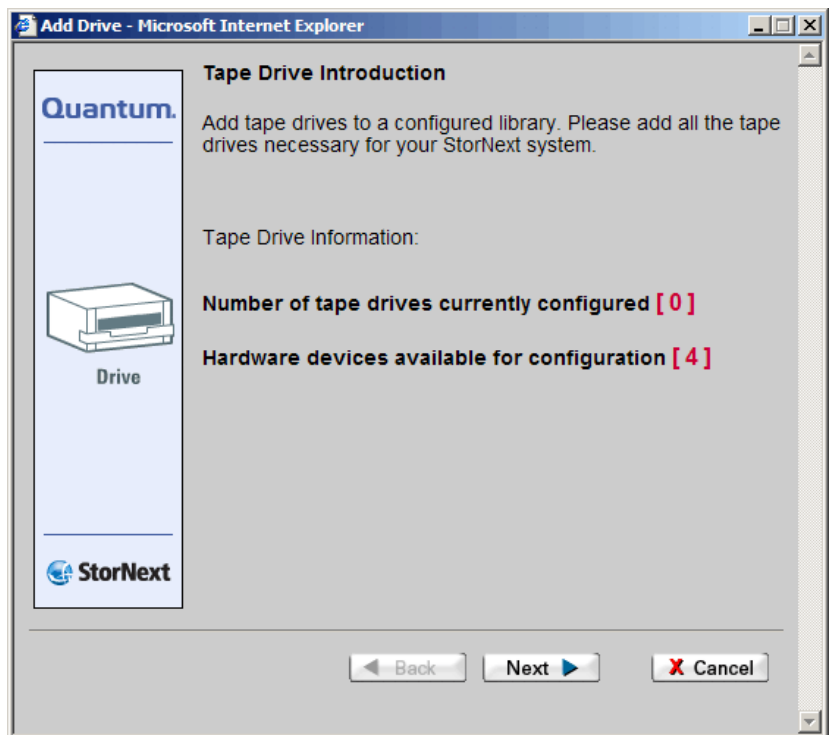 Add Drive - Microsoft Internet Explorer
Quantum.
Drive
StorNext
Tape Drive Introduction
Add tape drives to a configured library. Please add all the tape
drives necessary for your StorNext system.
Tape Drive Information:
Number of tape drives currently configured [ 0 ]
Hardware devices available for configuration [ 4 ]
Back
Next
X Cancel